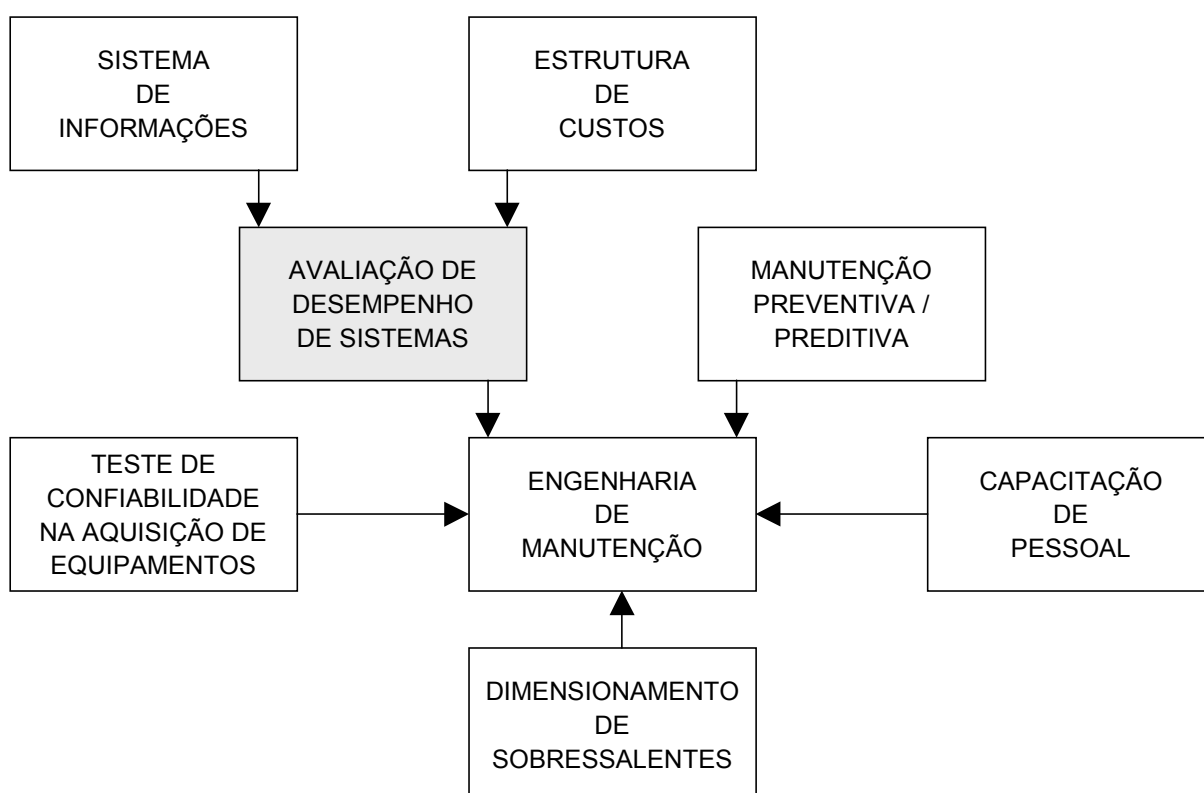 SISTEMA
DE
INFORMAÇÕES
ESTRUTURA
DE
CUSTOS
AVALIAÇÃO DE
DESEMPENHO
DE SISTEMAS
MANUTENÇÃO
PREVENTIVA /
PREDITIVA
TESTE DE
CONFIABILIDADE
NA AQUISIÇÃO DE
EQUIPAMENTOS
ENGENHARIA
DE
MANUTENÇÃO
CAPACITAÇÃO
DE
PESSOAL
DIMENSIONAMENTO
DE
SOBRESSALENTES